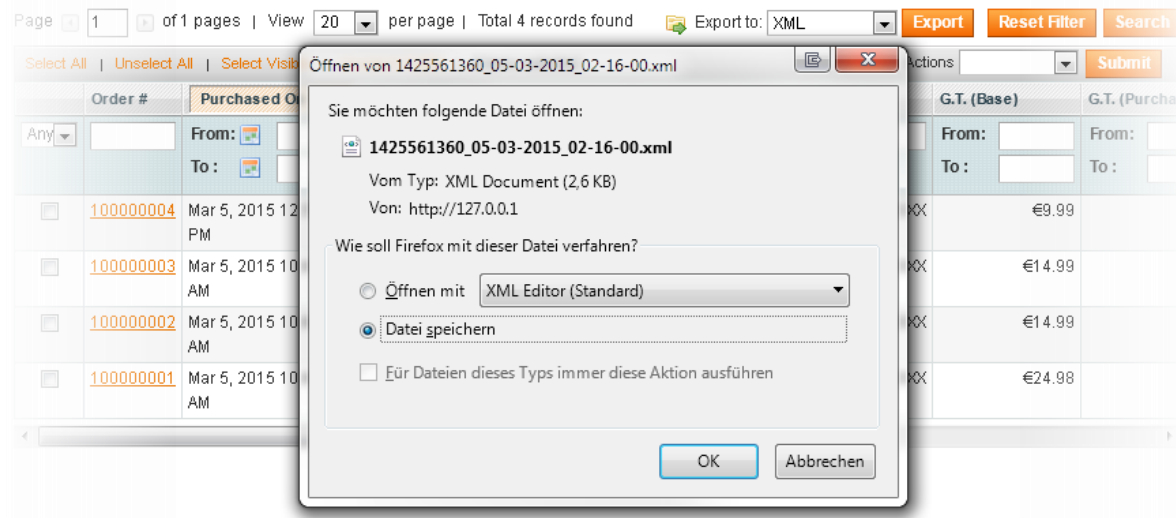 Page 1 of 1 pages | View 20 per page | Total 4 records found Export to: XML Export Reset Filter Search
Select All | Unselect All | Select Visib Actions Submit
Öffnen von 1425561360_05-03-2015_02-16-00.xml
Order # Purchased O G.T. (Base) G.T. (Purcha
Sie möchten folgende Datei öffnen:
Any From: From: From:
1425561360_05-03-2015_02-16-00.xml
To : To : To :
Vom Typ: XML Document (2,6 KB)
Von: http://127.0.0.1
100000004 Mar 5, 2015 12 XX €9.99
PM
Wie soll Firefox mit dieser Datei verfahren?
100000003 Mar 5, 2015 10 XX €14.99
AM
Öffnen mit XML Editor (Standard)
100000002 Mar 5, 2015 10 XX €14.99
Datei speichern
AM
100000001 Mar 5, 2015 10 XX €24.98
Für Dateien dieses Typs immer diese Aktion ausführen
AM
OK Abbrechen